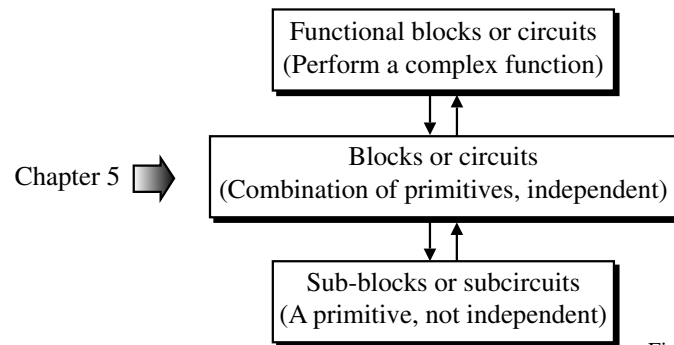 Functional blocks or circuits
(Perform a complex function)
Chapter 5
Blocks or circuits
(Combination of primitives, independent)
Sub-blocks or subcircuits
(A primitive, not independent)